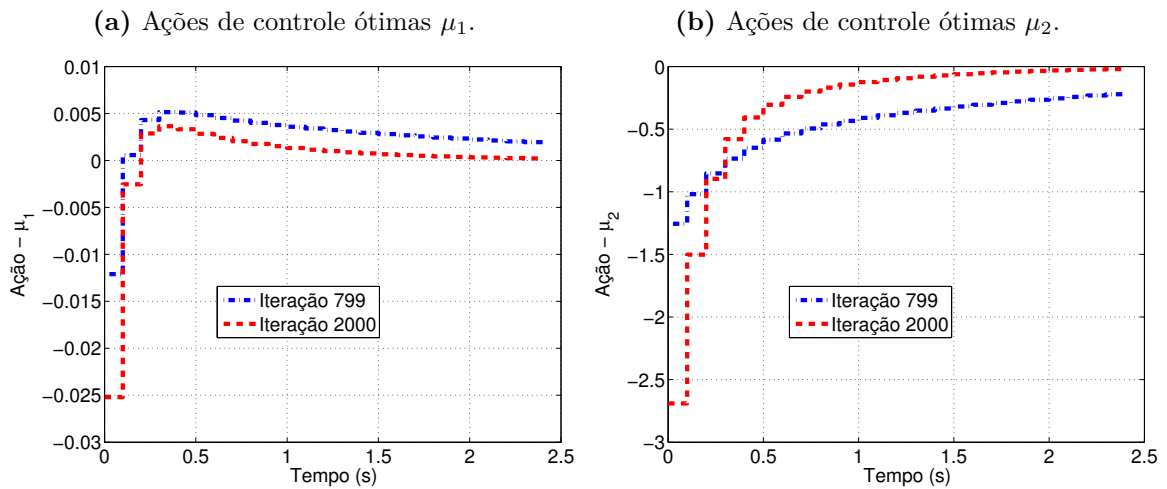 (a) Ações de controle ótimas μ1.
0.01
0.005
0
−0.005
−0.01
−0.015
−0.02
−0.025
−0.03
0
0.5
1
1.5
2
2.5
Ação − μ1
Tempo (s)
Iteração 799
Iteração 2000
(b) Ações de controle ótimas μ2.
0
−0.5
−1
−1.5
−2
−2.5
−3
0
0.5
1
1.5
2
2.5
Ação − μ2
Tempo (s)
Iteração 799
Iteração 2000